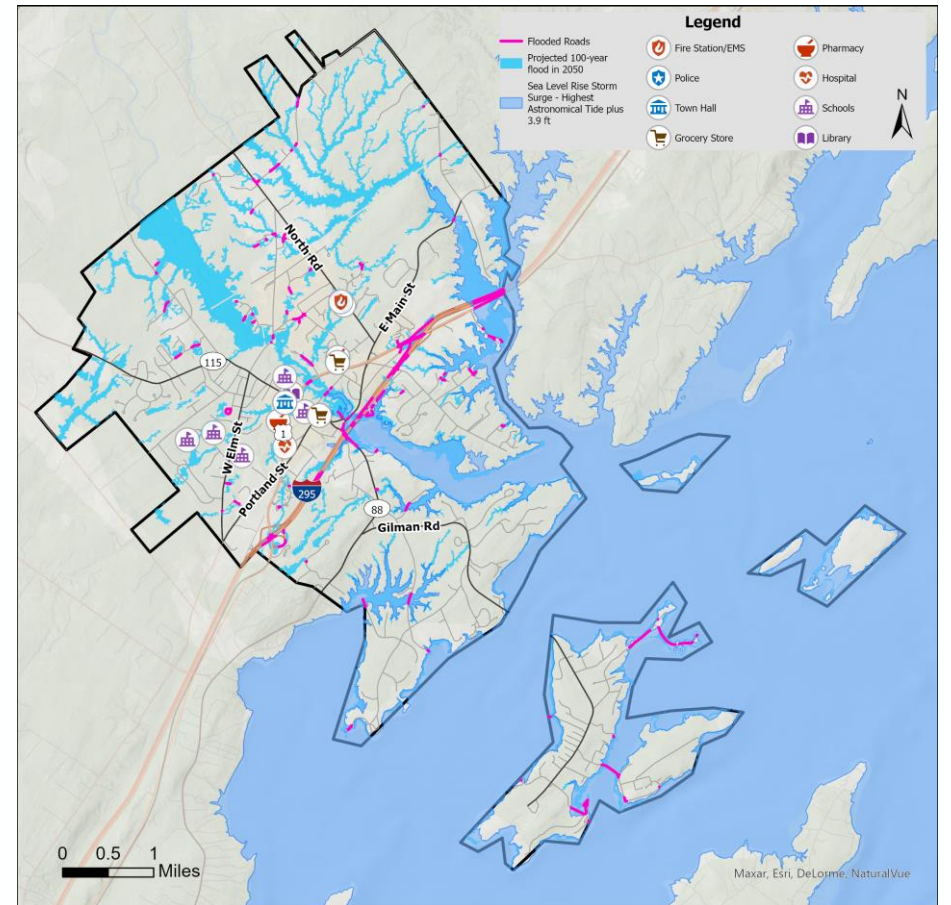 Legend
Flooded Roads
Projected 100-year
flood in 2050
Sea Level Rise Storm
Surge - Highest
Astronomical Tide plus
3.9 ft
Fire Station/EMS
Police
Town Hall
Grocery Store
Pharmacy
Hospital
Schools
Library
N
North Rd
E Main St
115
W Elm St
1
Portland St
295
88
Gilman Rd
0 0.5 1
Miles
Maxar, Esri, DeLorme, NaturalVue